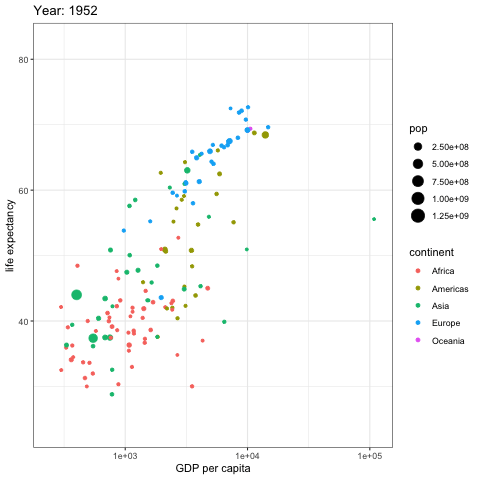 Year: 1952
80
60
40
life expectancy
1e+03
1e+04
1e+05
GDP per capita
pop
2.50e+08
5.00e+08
7.50e+08
1.00e+09
1.25e+09
continent
Africa
Americas
Asia
Europe
Oceania